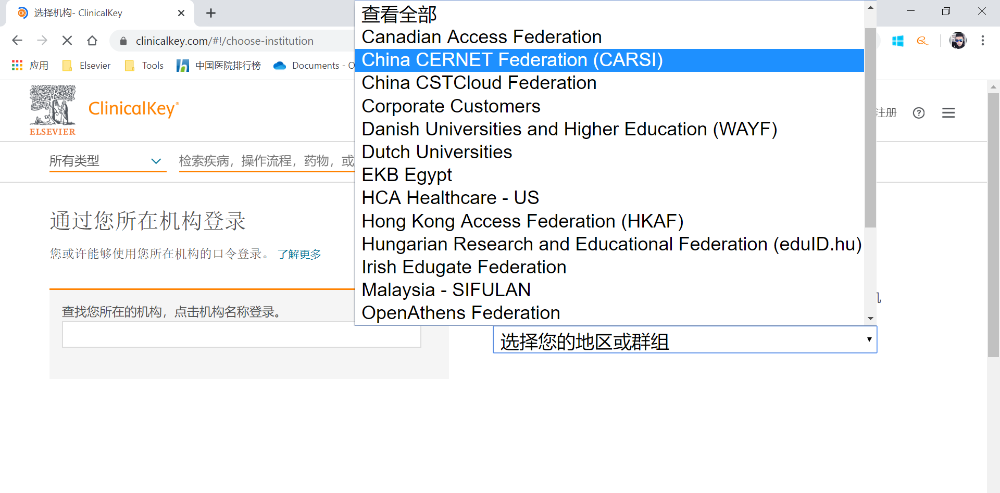 选择机构- ClinicalKey
clinicalkey.com/#!/choose-institution
应用
Elsevier
Tools
中国医院排行榜
Documents - O
ELSEVIER
ClinicalKey®
注册
所有类型
检索疾病，操作流程，药物，或
通过您所在机构登录
您或许能够使用您所在机构的口令登录。 了解更多
查找您所在的机构，点击机构名称登录。
查看全部
Canadian Access Federation
China CERNET Federation (CARSI)
China CSTCloud Federation
Corporate Customers
Danish Universities and Higher Education (WAYF)
Dutch Universities
EKB Egypt
HCA Healthcare - US
Hong Kong Access Federation (HKAF)
Hungarian Research and Educational Federation (eduID.hu)
Irish Edugate Federation
Malaysia - SIFULAN
OpenAthens Federation
选择您的地区或群组